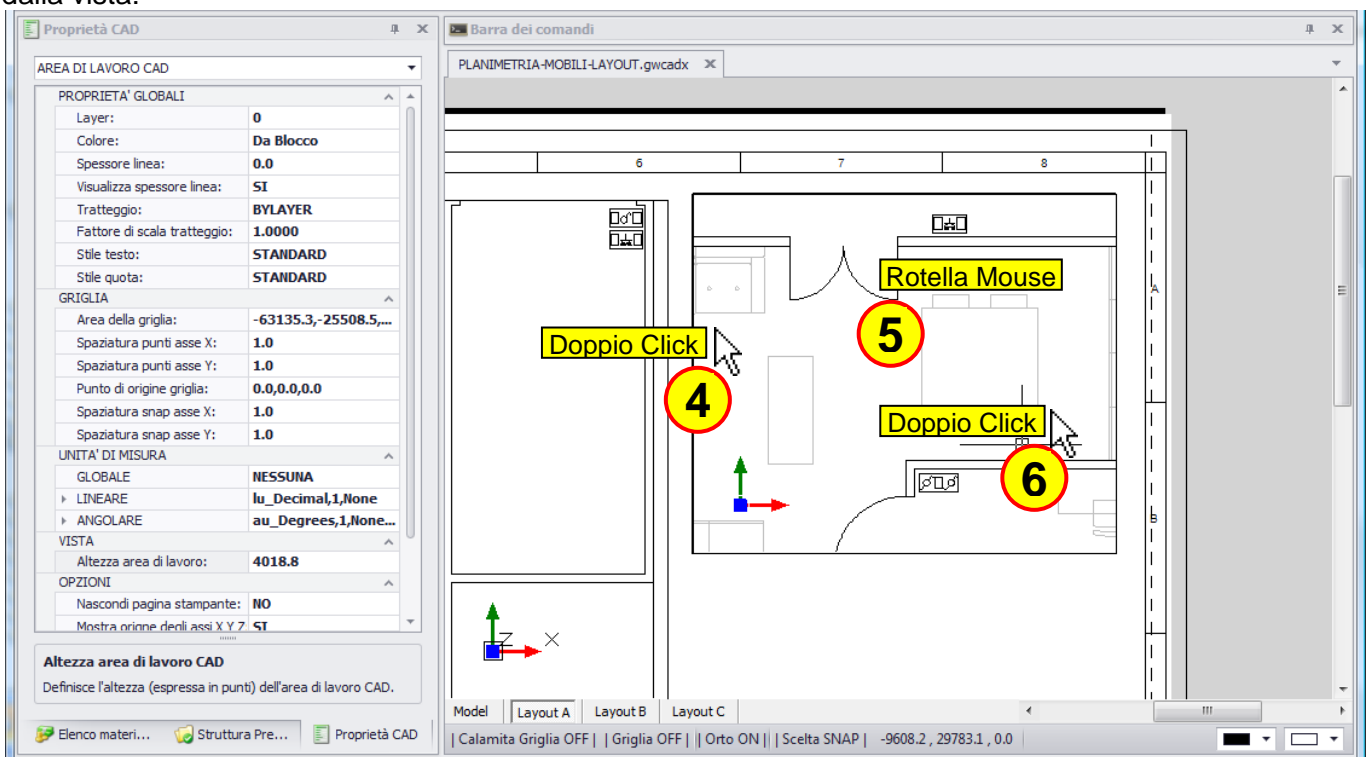 dalla vista.
Proprietà CAD
AREA DI LAVORO CAD
PROPRIETA' GLOBALI
Layer: 0
Colore: Da Blocco
Spessore linea: 0.0
Visualizza spessore linea: SI
Tratteggio: BYLAYER
Fattore di scala tratteggio: 1.0000
Stile testo: STANDARD
Stile quota: STANDARD
GRIGLIA
Area della griglia: -63135.3,-25508.5,...
Spaziatura punti asse X: 1.0
Spaziatura punti asse Y: 1.0
Punto di origine griglia: 0.0,0.0,0.0
Spaziatura snap asse X: 1.0
Spaziatura snap asse Y: 1.0
UNITA' DI MISURA
GLOBALE NESSUNA
LINEARE lu_Decimal,1,None
ANGOLARE au_Degrees,1,None...
VISTA
Altezza area di lavoro: 4018.8
OPZIONI
Nascondi pagina stampante: NO
Mostra origne degli assi X Y Z SI
Altezza area di lavoro CAD
Definisce l'altezza (espressa in punti) dell'area di lavoro CAD.
Elenco materi... Struttura Pre... Proprietà CAD
Barra dei comandi
PLANIMETRIA-MOBILI-LAYOUT.gwcadx
6 7 8
Rotella Mouse
A
5
Doppio Click
4
Doppio Click
6
B
Z X
Model Layout A Layout B Layout C
| Calamita Griglia OFF | | Griglia OFF | | Orto ON | | Scelta SNAP | -9608.2 , 29783.1 , 0.0